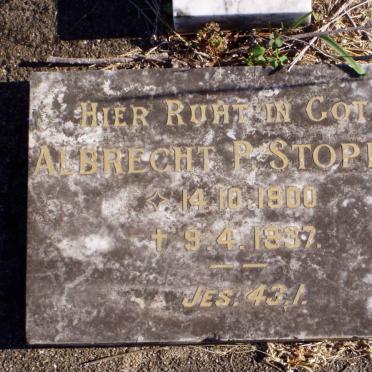 HIER RUHT IN GOT
ALBRECHT P. STOP
✩ 14.10.1900
† 9.4.1937.
JES. 43,1.